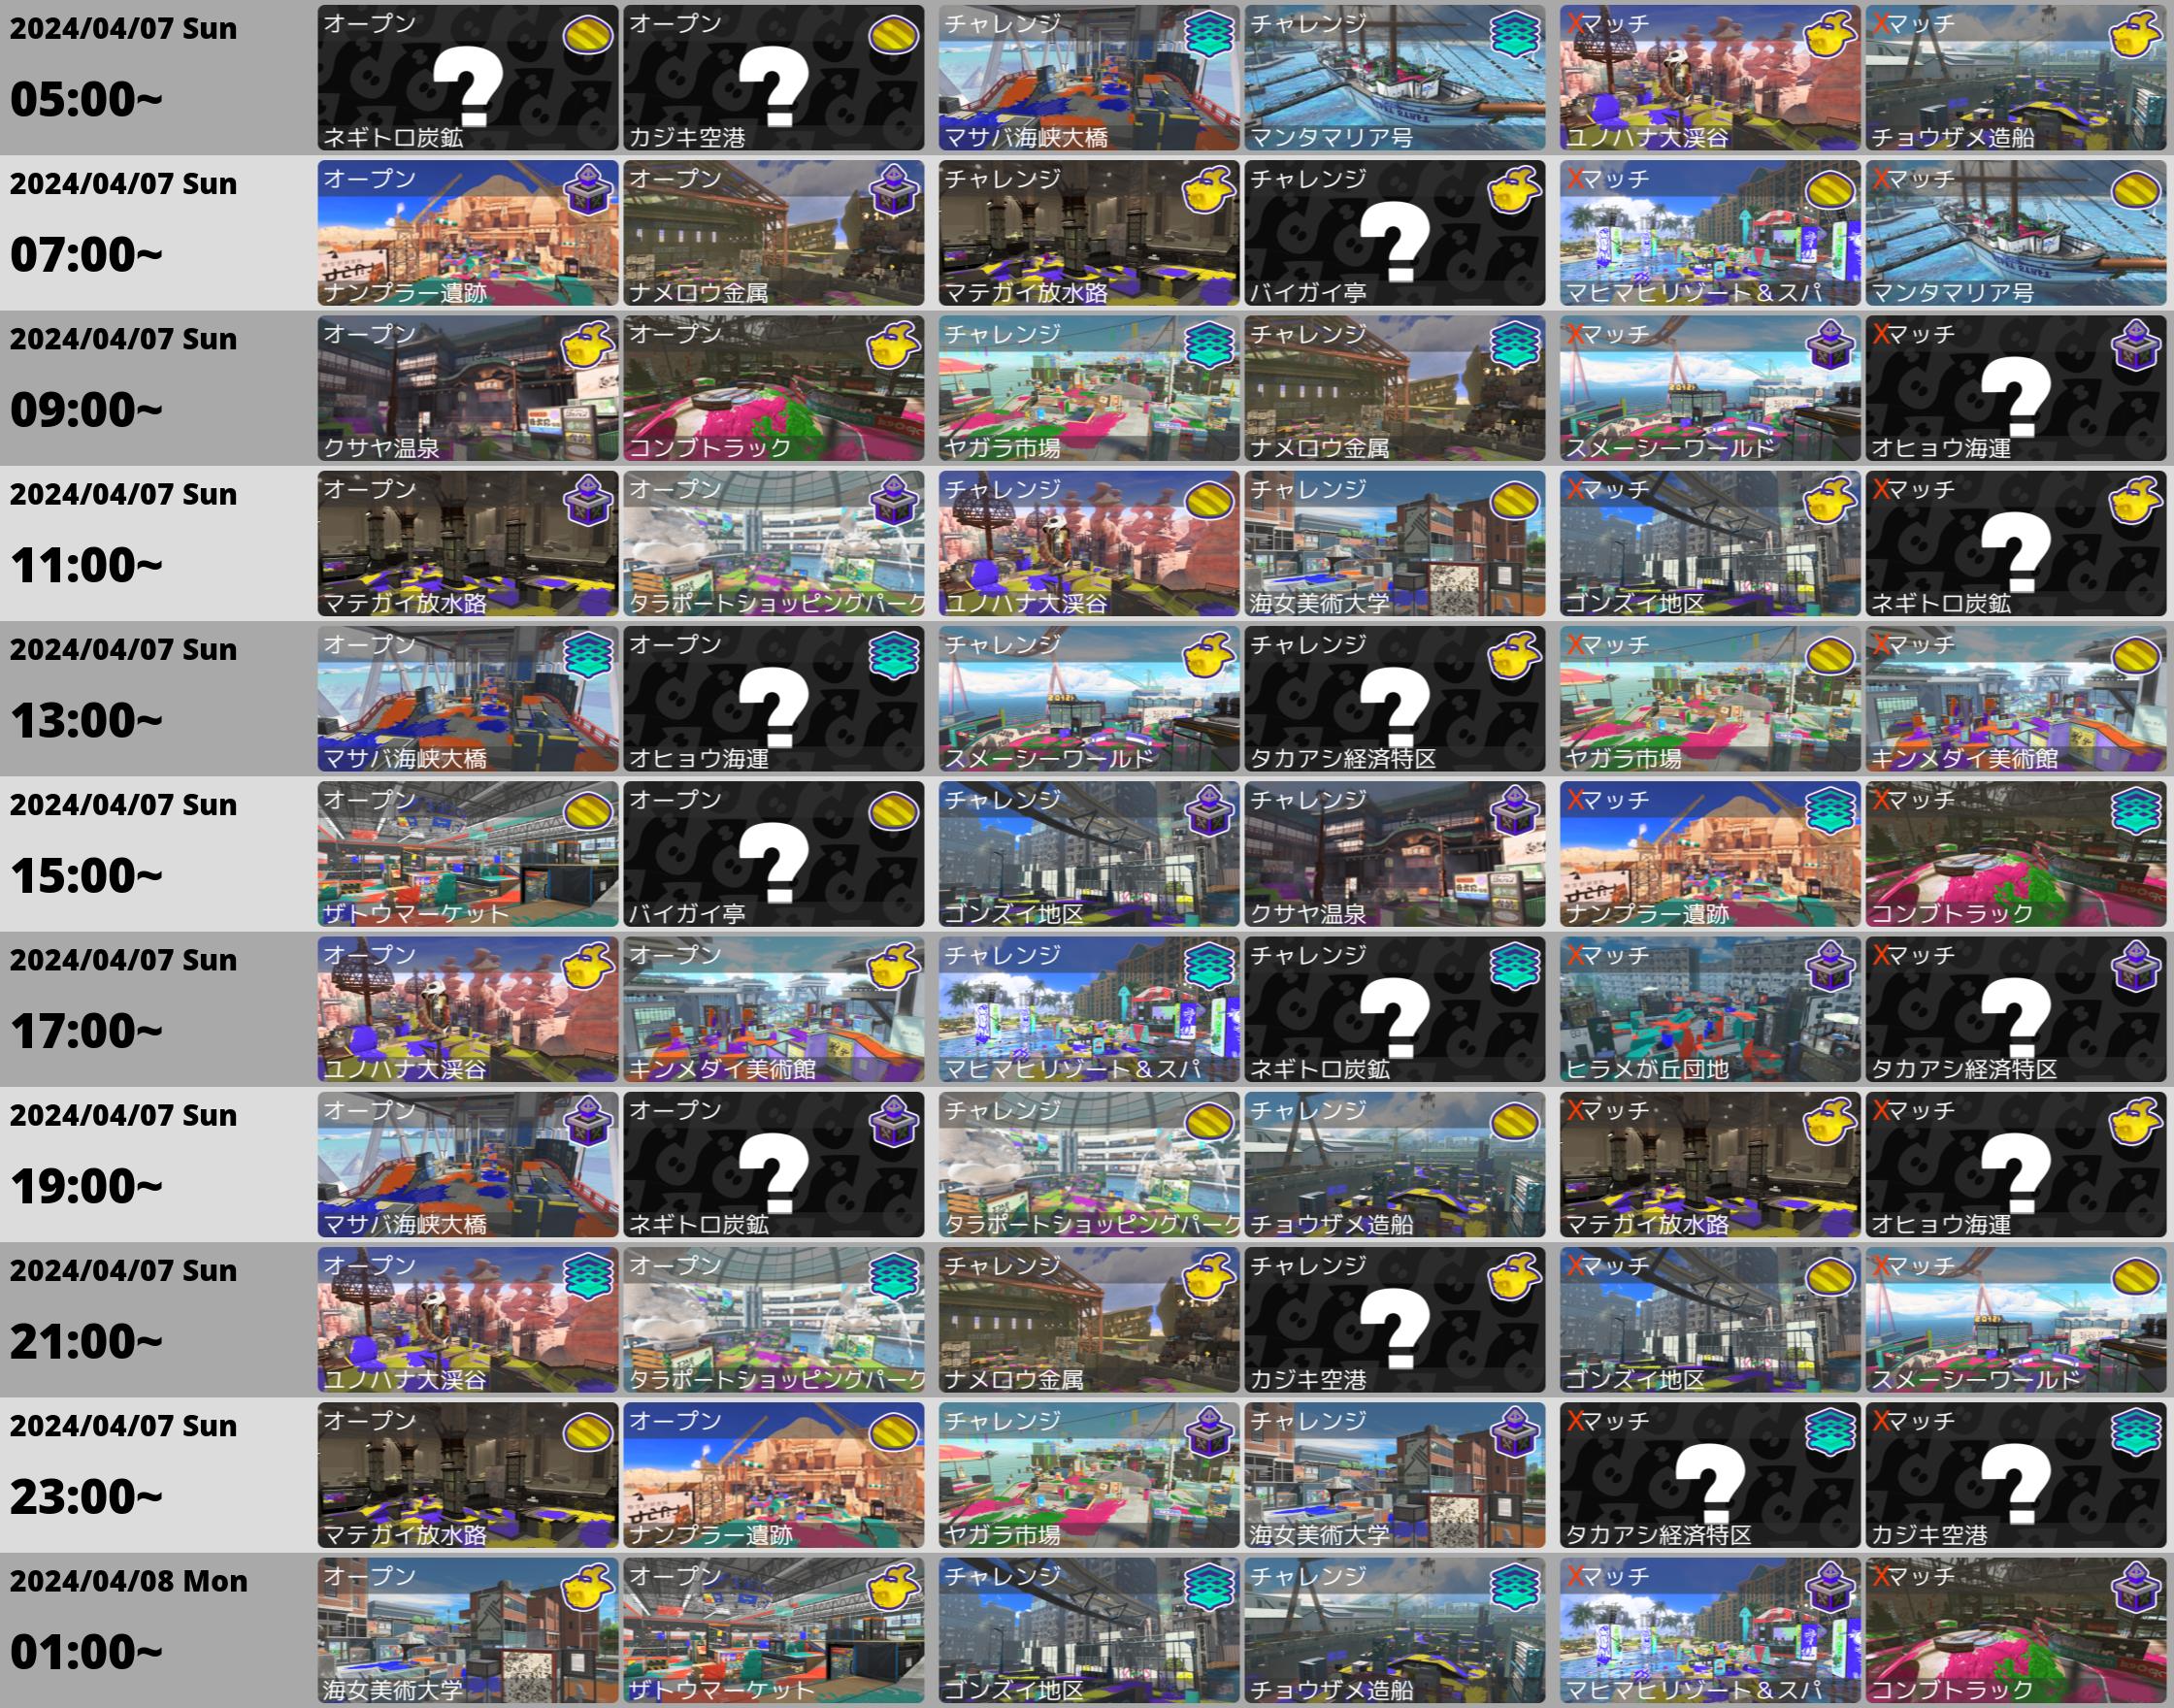 2024/04/07 Sun
05:00~
オープン オープン チャレンジ チャレンジ Xマッチ Xマッチ
ネギトロ炭鉱 カジキ空港 マサバ海峡大橋 マンタマリア号 ユノハナ大渓谷 チョウザメ造船
2024/04/07 Sun
07:00~
オープン オープン チャレンジ チャレンジ Xマッチ Xマッチ
ナンプラー遺跡 ナメロウ金属 マテガイ放水路 バイガイ亭 マヒマヒリゾート&スパ マンタマリア号
2024/04/07 Sun
09:00~
オープン オープン チャレンジ チャレンジ Xマッチ Xマッチ
クサヤ温泉 コンブトラック ヤガラ市場 ナメロウ金属 スメーシーワールド オヒョウ海運
2024/04/07 Sun
11:00~
オープン オープン チャレンジ チャレンジ Xマッチ Xマッチ
マテガイ放水路 タラポートショッピングパーク ユノハナ大渓谷 海女美術大学 ゴンズイ地区 ネギトロ炭鉱
2024/04/07 Sun
13:00~
オープン オープン チャレンジ チャレンジ Xマッチ Xマッチ
マサバ海峡大橋 オヒョウ海運 スメーシーワールド タカアシ経済特区 ヤガラ市場 キンメダイ美術館
2024/04/07 Sun
15:00~
オープン オープン チャレンジ チャレンジ Xマッチ Xマッチ
ザトウマーケット バイガイ亭 ゴンズイ地区 クサヤ温泉 ナンプラー遺跡 コンブトラック
2024/04/07 Sun
17:00~
オープン オープン チャレンジ チャレンジ Xマッチ Xマッチ
ユノハナ大渓谷 キンメダイ美術館 マヒマヒリゾート&スパ ネギトロ炭鉱 ヒラメが丘団地 タカアシ経済特区
2024/04/07 Sun
19:00~
オープン オープン チャレンジ チャレンジ Xマッチ Xマッチ
マサバ海峡大橋 ネギトロ炭鉱 タラポートショッピングパーク チョウザメ造船 マテガイ放水路 オヒョウ海運
2024/04/07 Sun
21:00~
オープン オープン チャレンジ チャレンジ Xマッチ Xマッチ
ユノハナ大渓谷 タラポートショッピングパーク ナメロウ金属 カジキ空港 ゴンズイ地区 スメーシーワールド
2024/04/07 Sun
23:00~
オープン オープン チャレンジ チャレンジ Xマッチ Xマッチ
マテガイ放水路 ナンプラー遺跡 ヤガラ市場 海女美術大学 タカアシ経済特区 カジキ空港
2024/04/08 Mon
01:00~
オープン オープン チャレンジ チャレンジ Xマッチ Xマッチ
海女美術大学 ザトウマーケット ゴンズイ地区 チョウザメ造船 マヒマヒリゾート&スパ コンブトラック